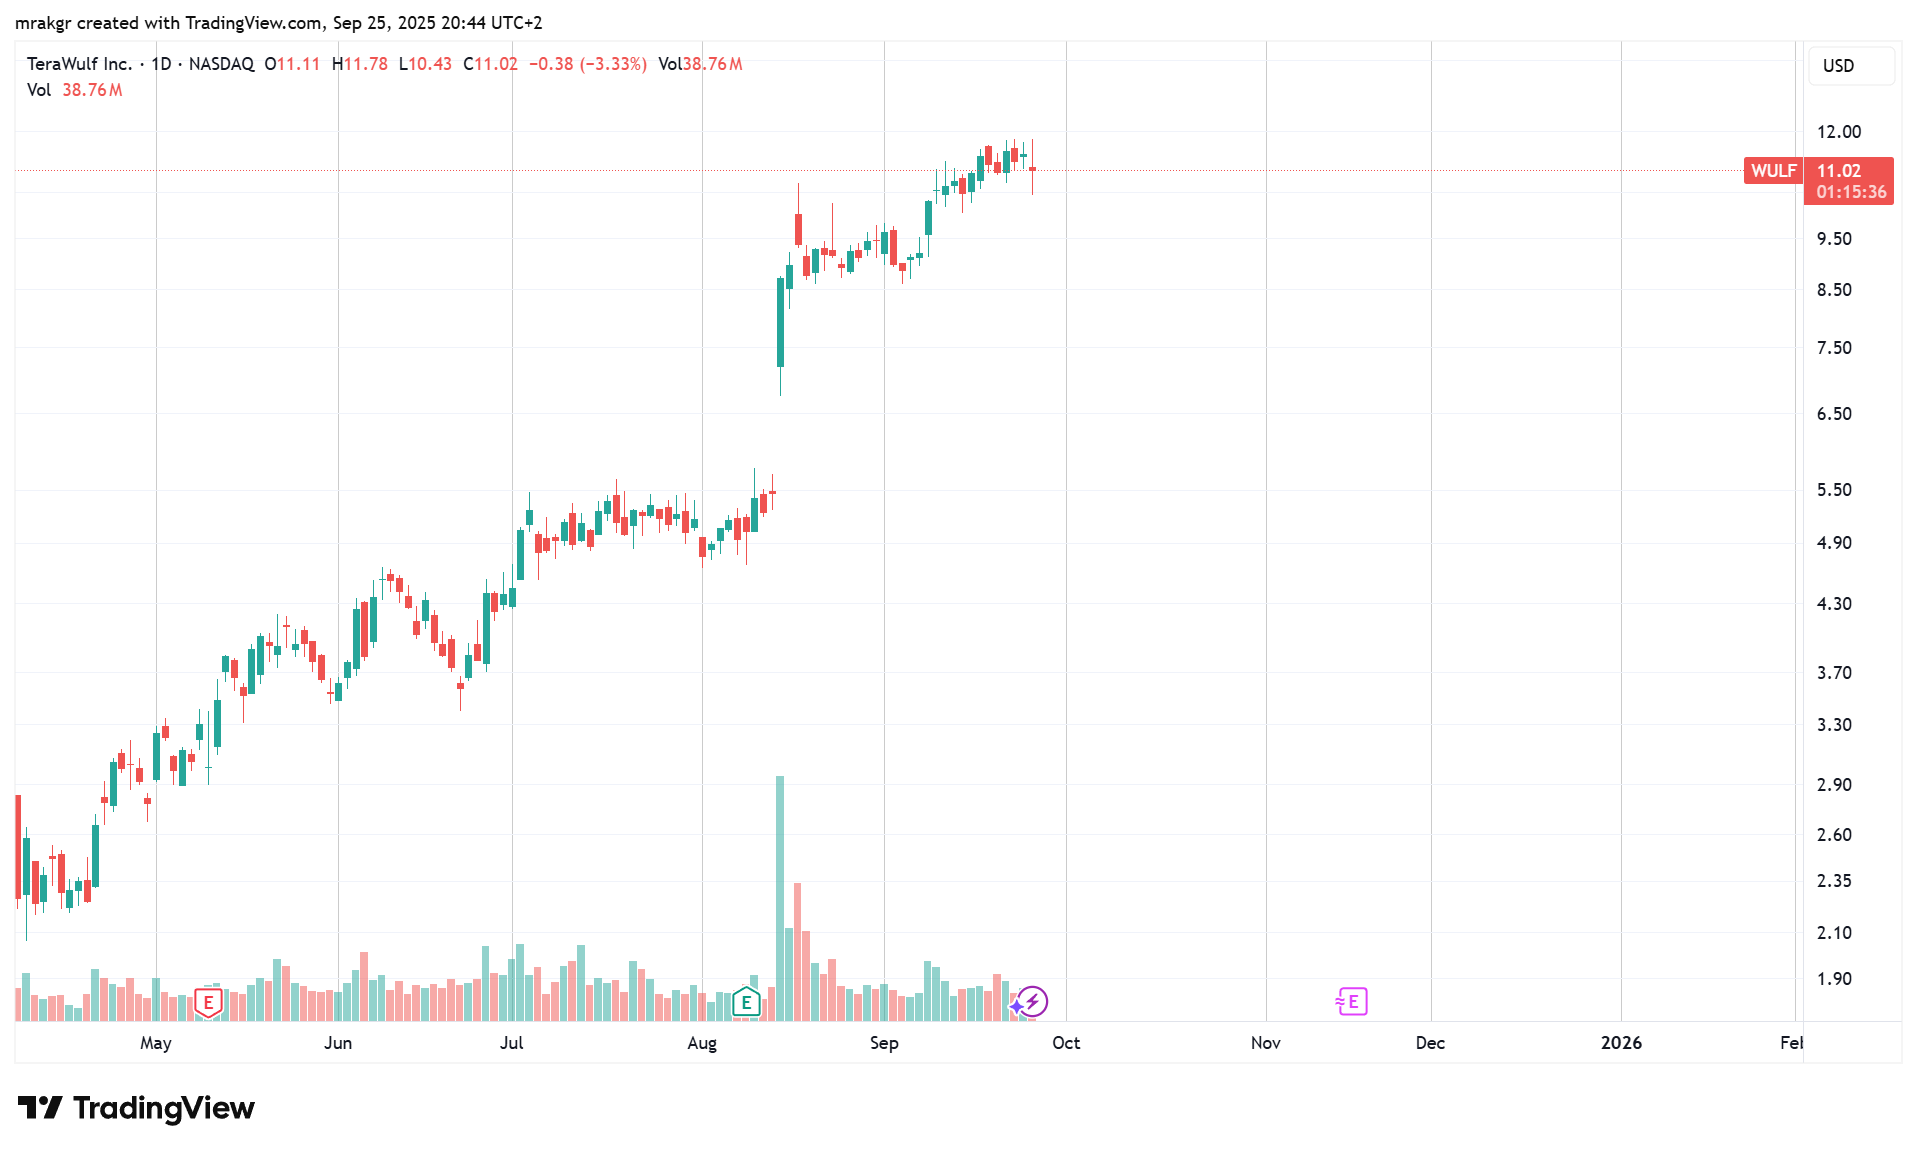 mrakgr created with TradingView.com, Sep 25, 2025 20:44 UTC+2
TeraWulf Inc. · 1D · NASDAQ O11.11 H11.78 L10.43 C11.02 −0.38 (−3.33%) Vol38.76M
Vol 38.76M
USD
12.00
WULF 11.02
01:15:36
9.50
8.50
7.50
6.50
5.50
4.90
4.30
3.70
3.30
2.90
2.60
2.35
2.10
1.90
E E E
May Jun Jul Aug Sep Oct Nov Dec 2026 Feb
TradingView